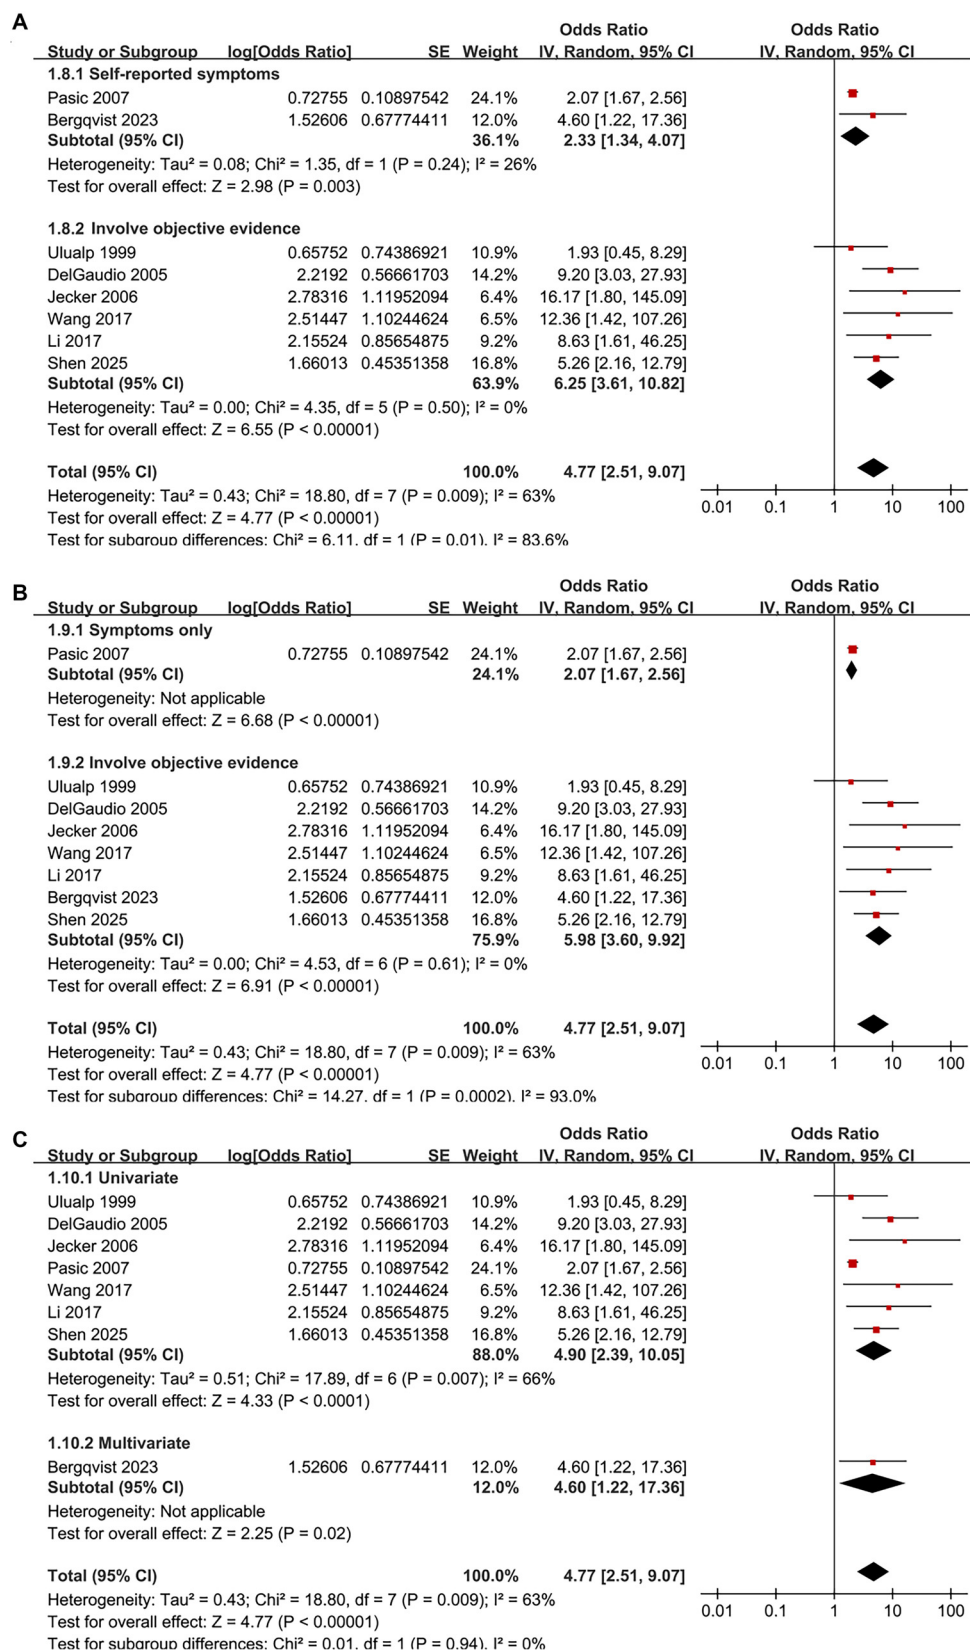 A
Odds Ratio Odds Ratio
Study or Subgroup log[Odds Ratio] SE Weight IV, Random, 95% CI IV, Random, 95% CI
1.8.1 Self-reported symptoms
Pasic 2007 0.72755 0.10897542 24.1% 2.07 [1.67, 2.56]
Bergqvist 2023 1.52606 0.67774411 12.0% 4.60 [1.22, 17.36]
Subtotal (95% CI) 36.1% 2.33 [1.34, 4.07]
Heterogeneity: Tau² = 0.08; Chi² = 1.35, df = 1 (P = 0.24); I² = 26%
Test for overall effect: Z = 2.98 (P = 0.003)
1.8.2 Involve objective evidence
Ulualp 1999 0.65752 0.74386921 10.9% 1.93 [0.45, 8.29]
DelGaudio 2005 2.2192 0.56661703 14.2% 9.20 [3.03, 27.93]
Jecker 2006 2.78316 1.11952094 6.4% 16.17 [1.80, 145.09]
Wang 2017 2.51447 1.10244624 6.5% 12.36 [1.42, 107.26]
Li 2017 2.15524 0.85654875 9.2% 8.63 [1.61, 46.25]
Shen 2025 1.66013 0.45351358 16.8% 5.26 [2.16, 12.79]
Subtotal (95% CI) 63.9% 6.25 [3.61, 10.82]
Heterogeneity: Tau² = 0.00; Chi² = 4.35, df = 5 (P = 0.50); I² = 0%
Test for overall effect: Z = 6.55 (P < 0.00001)
Total (95% CI) 100.0% 4.77 [2.51, 9.07]
Heterogeneity: Tau² = 0.43; Chi² = 18.80, df = 7 (P = 0.009); I² = 63%
0.01 0.1 1 10 100
Test for overall effect: Z = 4.77 (P < 0.00001)
Test for subgroup differences: Chi² = 6.11, df = 1 (P = 0.01), I² = 83.6%
B
Odds Ratio Odds Ratio
Study or Subgroup log[Odds Ratio] SE Weight IV, Random, 95% CI IV, Random, 95% CI
1.9.1 Symptoms only
Pasic 2007 0.72755 0.10897542 24.1% 2.07 [1.67, 2.56]
Subtotal (95% CI) 24.1% 2.07 [1.67, 2.56]
Heterogeneity: Not applicable
Test for overall effect: Z = 6.68 (P < 0.00001)
1.9.2 Involve objective evidence
Ulualp 1999 0.65752 0.74386921 10.9% 1.93 [0.45, 8.29]
DelGaudio 2005 2.2192 0.56661703 14.2% 9.20 [3.03, 27.93]
Jecker 2006 2.78316 1.11952094 6.4% 16.17 [1.80, 145.09]
Wang 2017 2.51447 1.10244624 6.5% 12.36 [1.42, 107.26]
Li 2017 2.15524 0.85654875 9.2% 8.63 [1.61, 46.25]
Bergqvist 2023 1.52606 0.67774411 12.0% 4.60 [1.22, 17.36]
Shen 2025 1.66013 0.45351358 16.8% 5.26 [2.16, 12.79]
Subtotal (95% CI) 75.9% 5.98 [3.60, 9.92]
Heterogeneity: Tau² = 0.00; Chi² = 4.53, df = 6 (P = 0.61); I² = 0%
Test for overall effect: Z = 6.91 (P < 0.00001)
Total (95% CI) 100.0% 4.77 [2.51, 9.07]
Heterogeneity: Tau² = 0.43; Chi² = 18.80, df = 7 (P = 0.009); I² = 63%
0.01 0.1 1 10 100
Test for overall effect: Z = 4.77 (P < 0.00001)
Test for subgroup differences: Chi² = 14.27, df = 1 (P = 0.0002), I² = 93.0%
C
Odds Ratio Odds Ratio
Study or Subgroup log[Odds Ratio] SE Weight IV, Random, 95% CI IV, Random, 95% CI
1.10.1 Univariate
Ulualp 1999 0.65752 0.74386921 10.9% 1.93 [0.45, 8.29]
DelGaudio 2005 2.2192 0.56661703 14.2% 9.20 [3.03, 27.93]
Jecker 2006 2.78316 1.11952094 6.4% 16.17 [1.80, 145.09]
Pasic 2007 0.72755 0.10897542 24.1% 2.07 [1.67, 2.56]
Wang 2017 2.51447 1.10244624 6.5% 12.36 [1.42, 107.26]
Li 2017 2.15524 0.85654875 9.2% 8.63 [1.61, 46.25]
Shen 2025 1.66013 0.45351358 16.8% 5.26 [2.16, 12.79]
Subtotal (95% CI) 88.0% 4.90 [2.39, 10.05]
Heterogeneity: Tau² = 0.51; Chi² = 17.89, df = 6 (P = 0.007); I² = 66%
Test for overall effect: Z = 4.33 (P < 0.0001)
1.10.2 Multivariate
Bergqvist 2023 1.52606 0.67774411 12.0% 4.60 [1.22, 17.36]
Subtotal (95% CI) 12.0% 4.60 [1.22, 17.36]
Heterogeneity: Not applicable
Test for overall effect: Z = 2.25 (P = 0.02)
Total (95% CI) 100.0% 4.77 [2.51, 9.07]
Heterogeneity: Tau² = 0.43; Chi² = 18.80, df = 7 (P = 0.009); I² = 63%
0.01 0.1 1 10 100
Test for overall effect: Z = 4.77 (P < 0.00001)
Test for subgroup differences: Chi² = 0.01, df = 1 (P = 0.94), I² = 0%